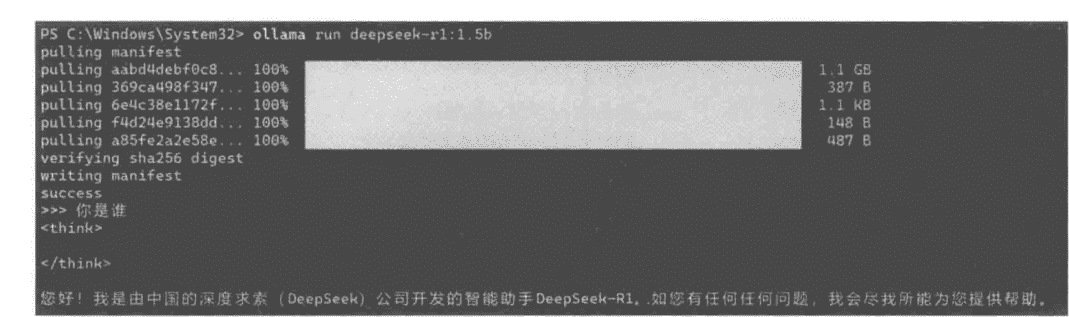 PS C:\Windows\System32> ollama run deepseek-r1:1.5b
pulling manifest
pulling aabd4debf0c8... 100% 1.1 GB
pulling 369ca498f347... 100% 387 B
pulling 6e4c38e1172f... 100% 1.1 KB
pulling f4d24e9138dd... 100% 148 B
pulling a85fe2a2e58e... 100% 487 B
verifying sha256 digest
writing manifest
success
>>> 你是谁
<think>
</think>
您好！我是由中国的深度求索（DeepSeek）公司开发的智能助手DeepSeek-R1。如您有任何任何问题，我会尽我所能为您提供帮助。